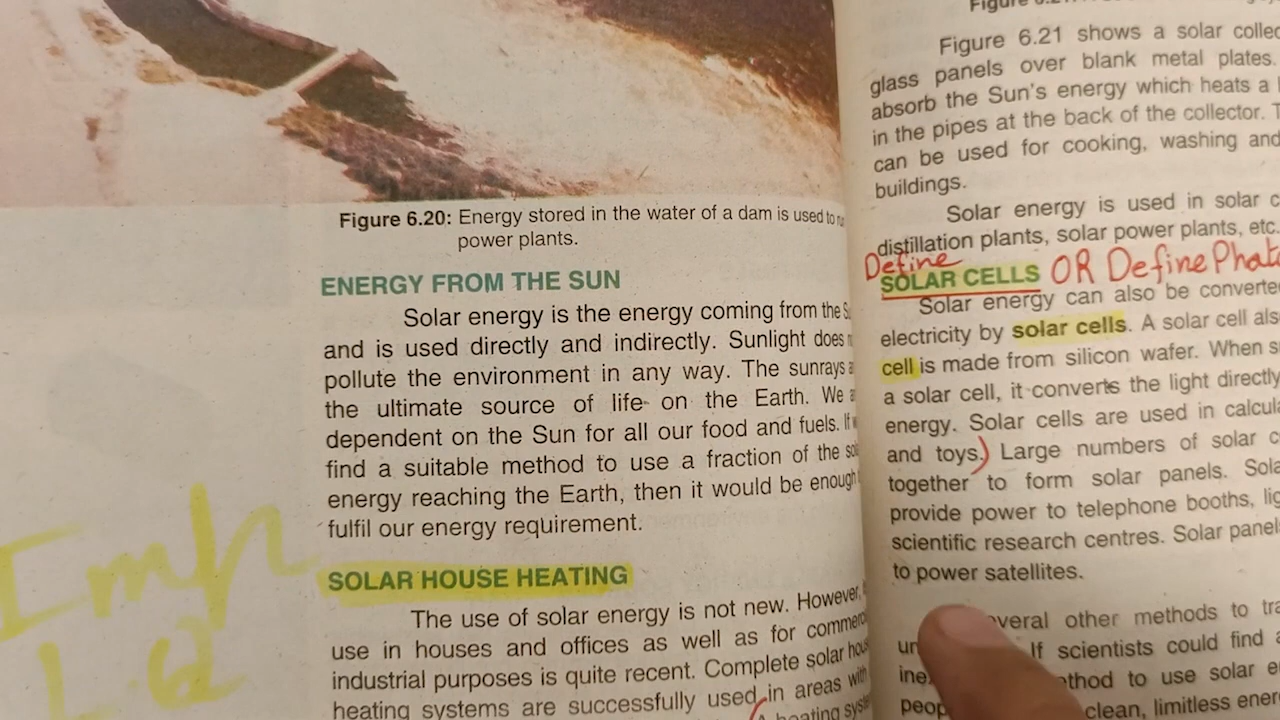 Figure 6.20: Energy stored in the water of a dam is used to
power plants.
ENERGY FROM THE SUN
Solar energy is the energy coming from the
and is used directly and indirectly. Sunlight does
pollute the environment in any way. The sunrays
the ultimate source of life on the Earth. We
dependent on the Sun for all our food and fuels. If
find a suitable method to use a fraction of the
energy reaching the Earth, then it would be enough
fulfil our energy requirement.
SOLAR HOUSE HEATING
The use of solar energy is not new. However,
use in houses and offices as well as for
industrial purposes is quite recent. Complete solar
heating systems are successfully used in areas with
heating
Imp
LQ
Figure
Figure 6.21 shows a solar
glass panels over blank metal plates.
absorb the Sun's energy which heats a
in the pipes at the back of the collector.
can be used for cooking, washing and
buildings.
Solar energy is used in solar
distillation plants, solar power plants, etc.
Define
SOLAR CELLS OR Define
Solar energy can also be
electricity by solar cells. A solar cell
cell is made from silicon wafer. When
a solar cell, it converts the light directly
energy. Solar cells are used in
and toys.) Large numbers of solar
together to form solar panels.
provide power to telephone booths,
scientific research centres. Solar
to power satellites.
other methods to
If scientists could find
to use solar
clean, limitless